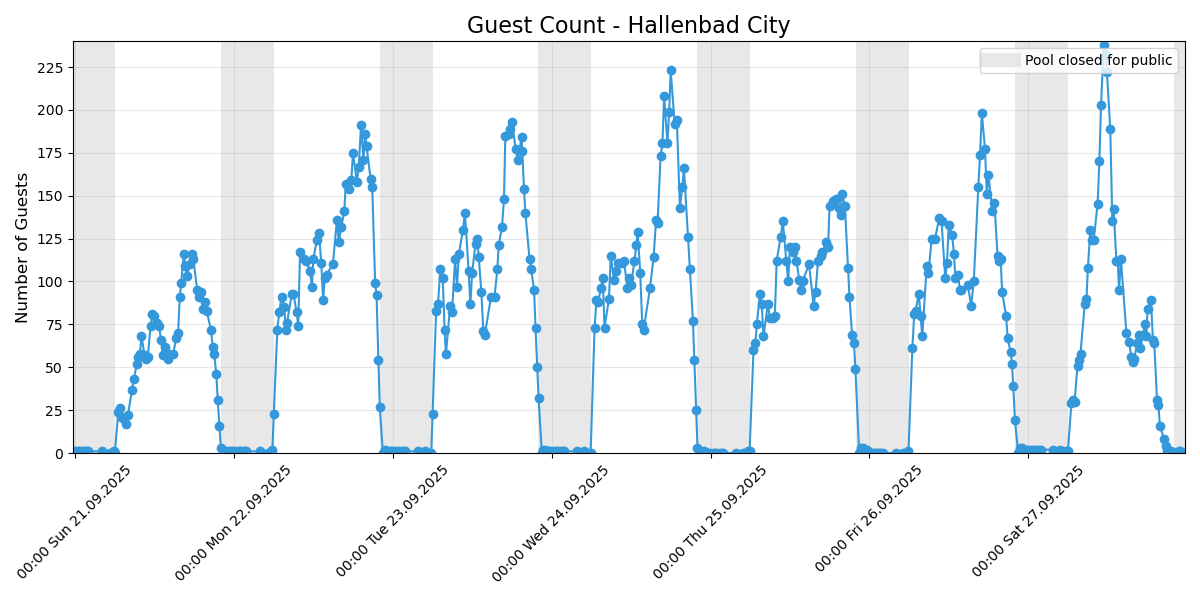 Guest Count - Hallenbad City
Pool closed for public
Number of Guests
225
200
175
150
125
100
75
50
25
0
00:00 Sun 21.09.2025
00:00 Mon 22.09.2025
00:00 Tue 23.09.2025
00:00 Wed 24.09.2025
00:00 Thu 25.09.2025
00:00 Fri 26.09.2025
00:00 Sat 27.09.2025